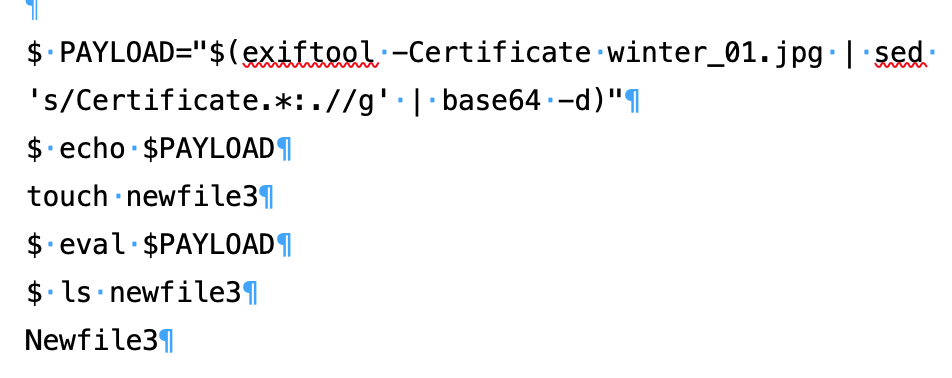 $ PAYLOAD="$(exiftool -Certificate winter_01.jpg | sed
's/Certificate.*:.//g' | base64 -d)"¶
$ echo $PAYLOAD¶
touch newfile3¶
$ eval $PAYLOAD¶
$ ls newfile3¶
Newfile3¶